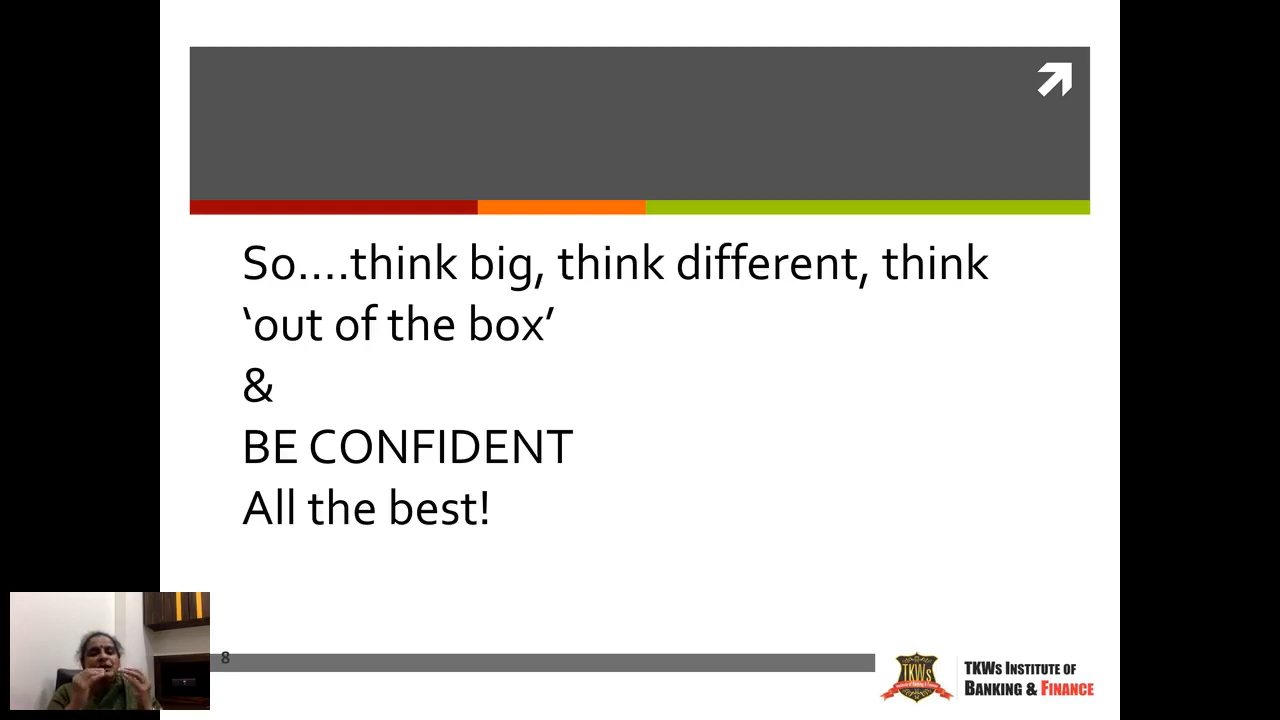 So....think big, think different, think
‘out of the box’
&
BE CONFIDENT
All the best!
8
TKWs
TKWs Institute of
Banking & Finance